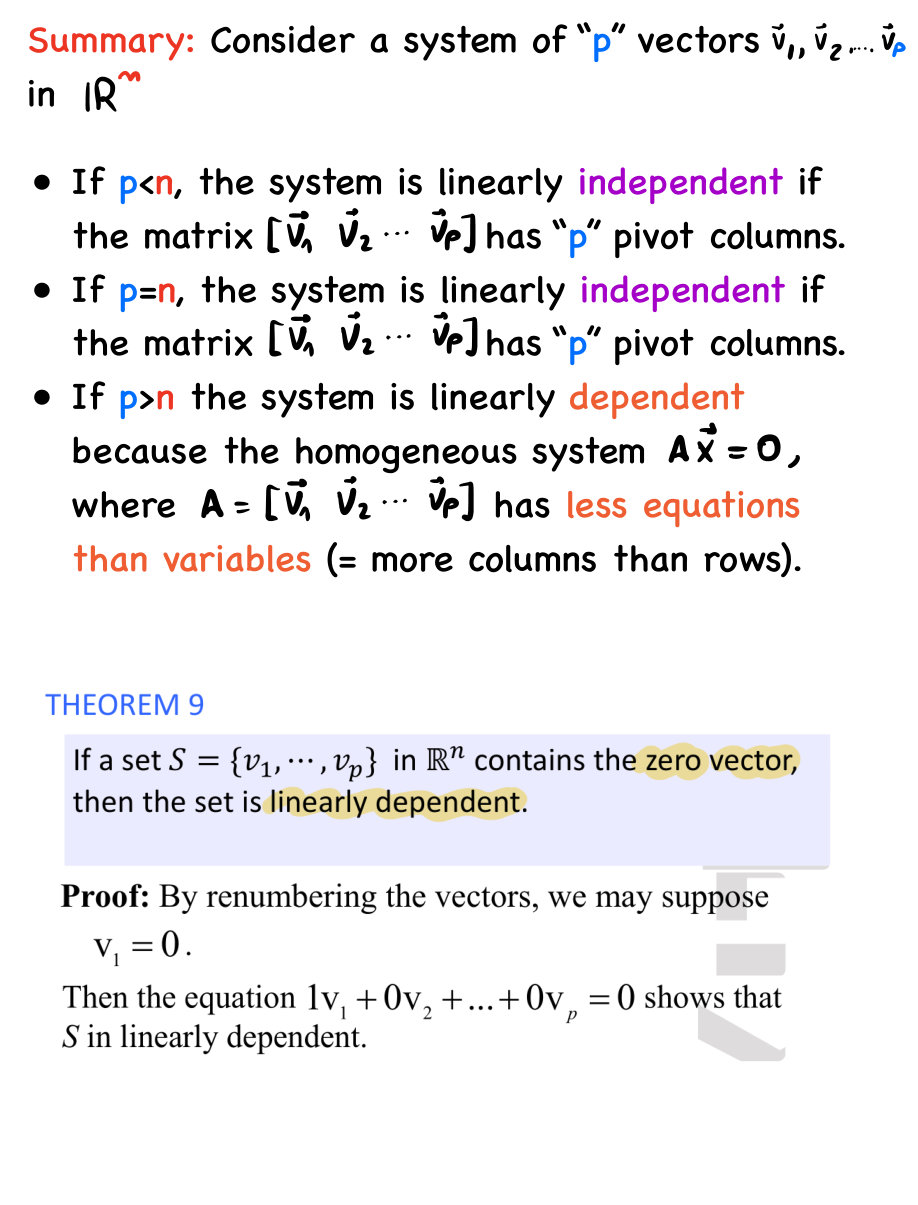 Summary: Consider a system of “p” vectors v⃗₁, v⃗₂,... v⃗ₚ
in ℝⁿ
• If p<n, the system is linearly independent if
the matrix [v⃗₁ v⃗₂ ⋯ v⃗ₚ] has “p” pivot columns.
• If p=n, the system is linearly independent if
the matrix [v⃗₁ v⃗₂ ⋯ v⃗ₚ] has “p” pivot columns.
• If p>n the system is linearly dependent
because the homogeneous system Ax⃗ = 0,
where A = [v⃗₁ v⃗₂ ⋯ v⃗ₚ] has less equations
than variables (= more columns than rows).
THEOREM 9
If a set S = {v₁, ⋯ , vₚ} in ℝⁿ contains the zero vector,
then the set is linearly dependent.
Proof: By renumbering the vectors, we may suppose
v₁ = 0.
Then the equation 1v₁ + 0v₂ + ... + 0vₚ = 0 shows that
S in linearly dependent.